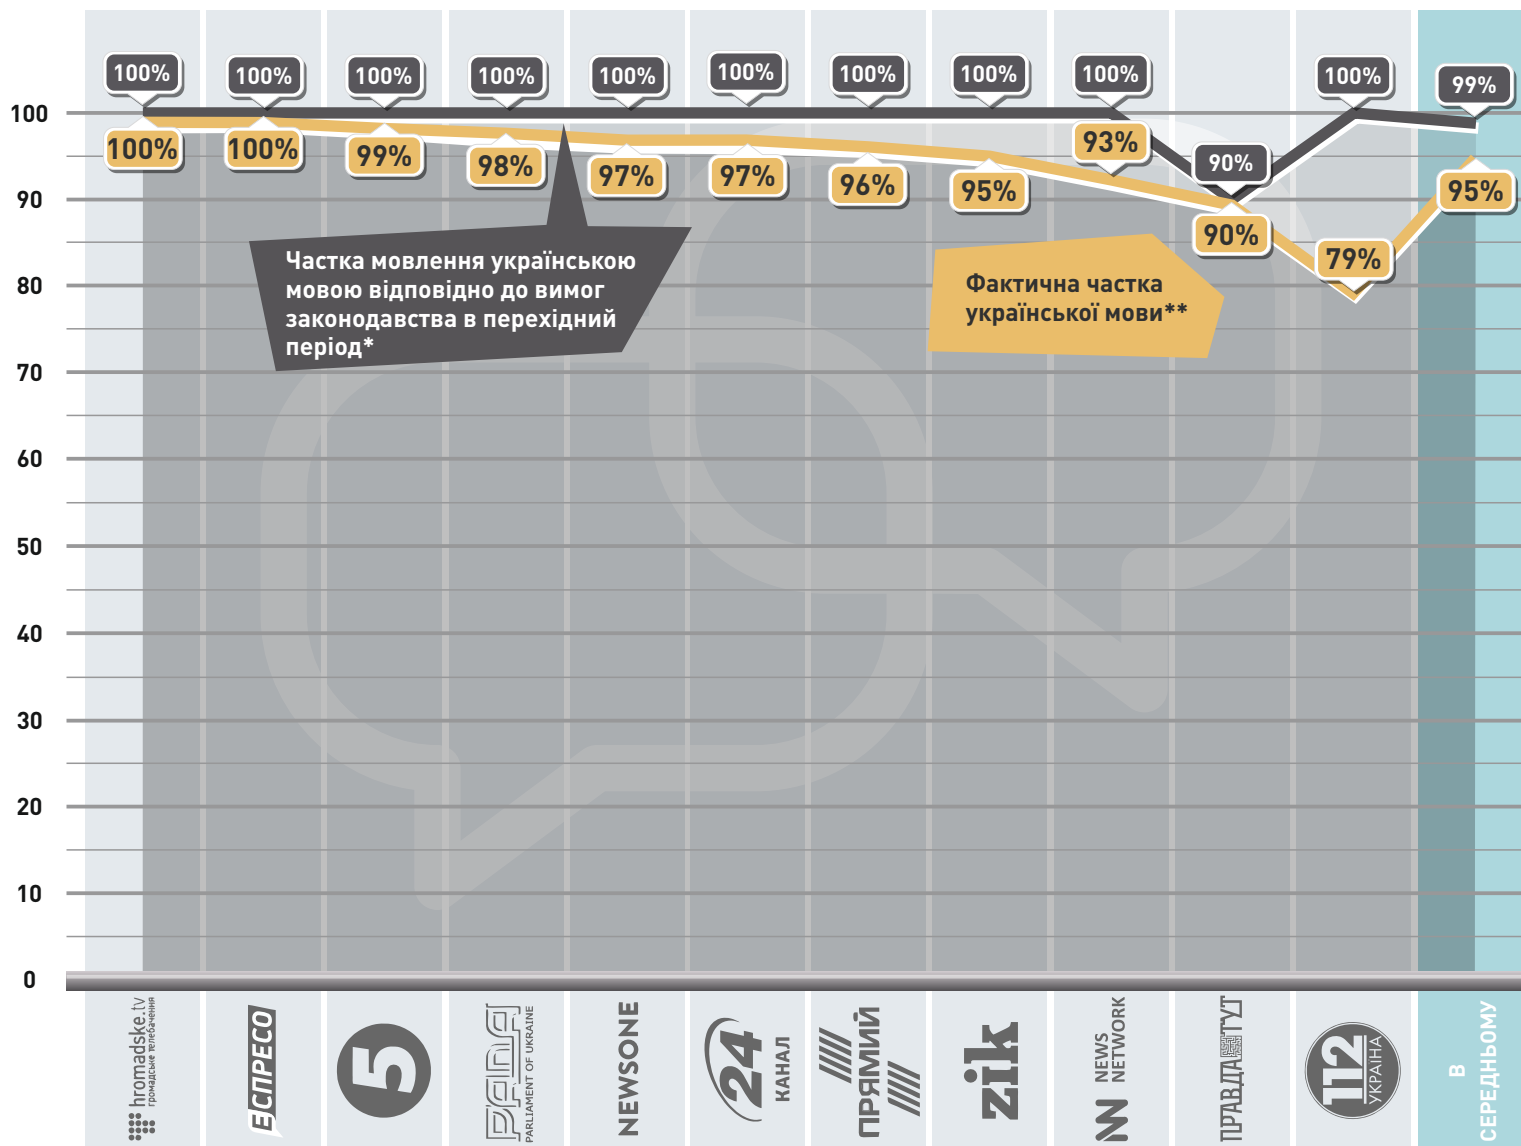 100%
100%
100%
100%
100%
100%
100%
100%
100%
90%
100%
99%
100%
100%
99%
98%
97%
97%
96%
95%
93%
90%
79%
95%
100
90
80
70
60
50
40
30
20
10
0
Частка мовлення українською
мовою відповідно до вимог
законодавства в перехідний
період*
Фактична частка
української мови**
hromadske.tv
громадське телебачення
ЕСПРЕСО
5
РАДА
PARLIAMENT OF UKRAINE
NEWSONE
24
КАНАЛ
ПРЯМИЙ
zik
NEWS
NETWORK
ПРАВДА ТУТ
112
УКРАЇНА
В
СЕРЕДНЬОМУ